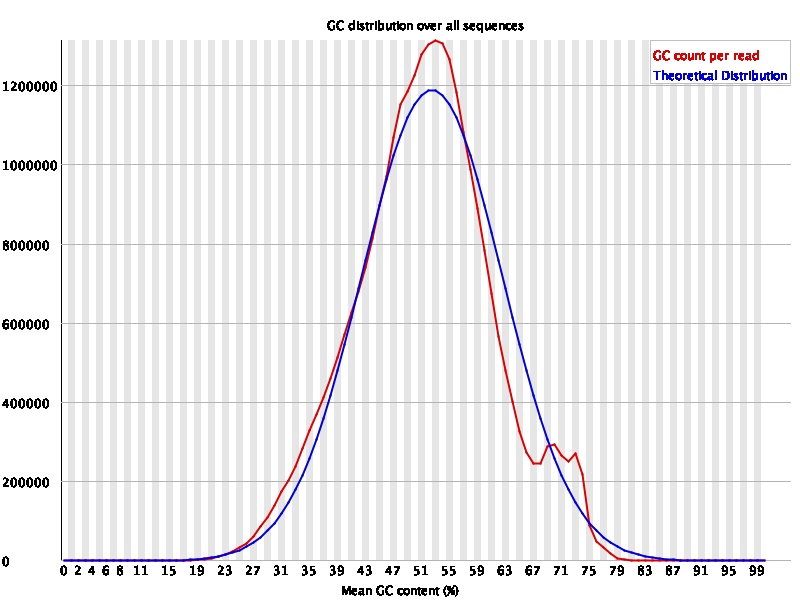 GC distribution over all sequences
GC count per read
Theoretical Distribution
1200000
1000000
800000
600000
400000
200000
0
0 2 4 6 8 11 15 19 23 27 31 35 39 43 47 51 55 59 63 67 71 75 79 83 87 91 95 99
Mean GC content (%)